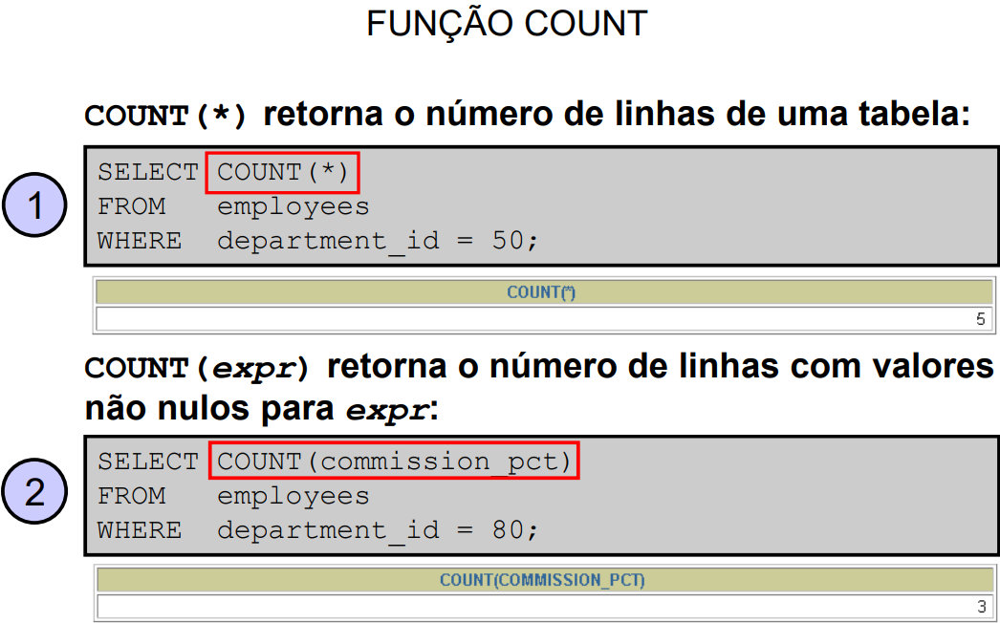 FUNÇÃO COUNT
COUNT(*) retorna o número de linhas de uma tabela:
1
SELECT COUNT(*)
FROM employees
WHERE department_id = 50;
COUNT(*)
5
COUNT(expr) retorna o número de linhas com valores
não nulos para expr:
2
SELECT COUNT(commission_pct)
FROM employees
WHERE department_id = 80;
COUNT(COMMISSION_PCT)
3